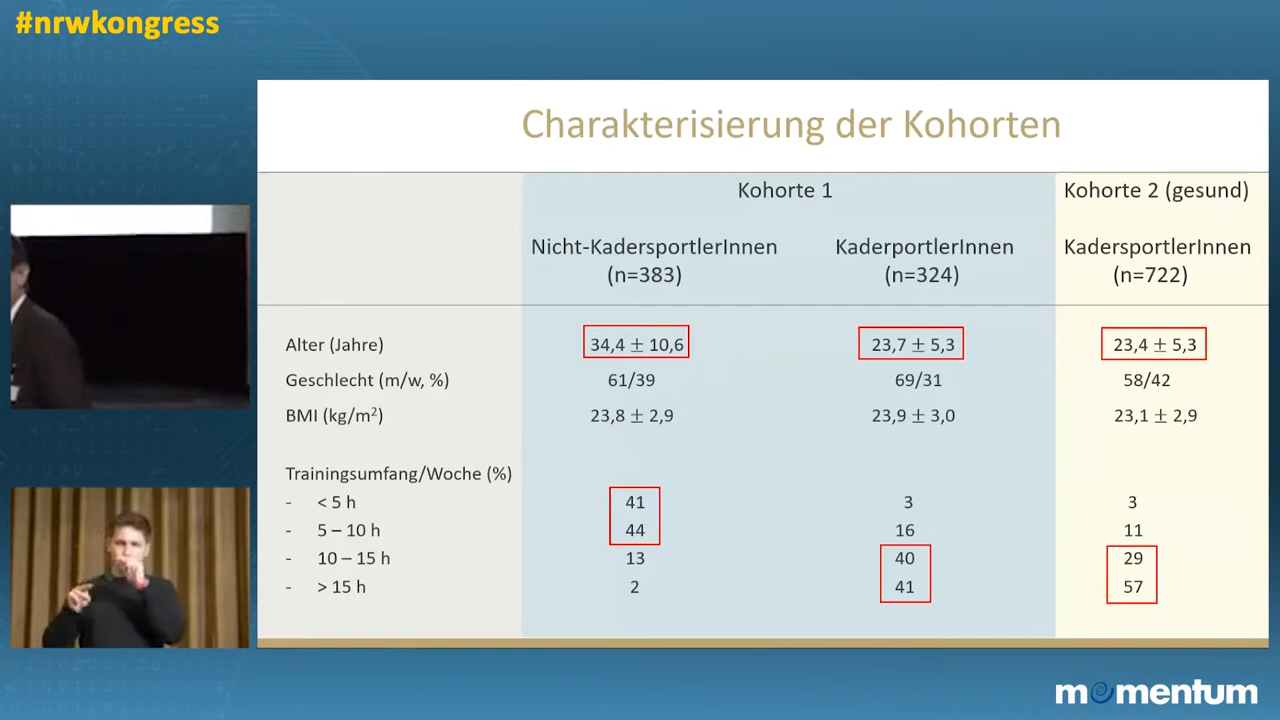 #nrwkongress
Charakterisierung der Kohorten
Kohorte 1
Kohorte 2 (gesund)
Nicht-KadersportlerInnen
(n=383)
KaderportlerInnen
(n=324)
KadersportlerInnen
(n=722)
Alter (Jahre) 34,4 ± 10,6 23,7 ± 5,3 23,4 ± 5,3
Geschlecht (m/w, %) 61/39 69/31 58/42
BMI (kg/m²) 23,8 ± 2,9 23,9 ± 3,0 23,1 ± 2,9
Trainingsumfang/Woche (%)
- < 5 h 41 3 3
- 5 – 10 h 44 16 11
- 10 – 15 h 13 40 29
- > 15 h 2 41 57
momentum